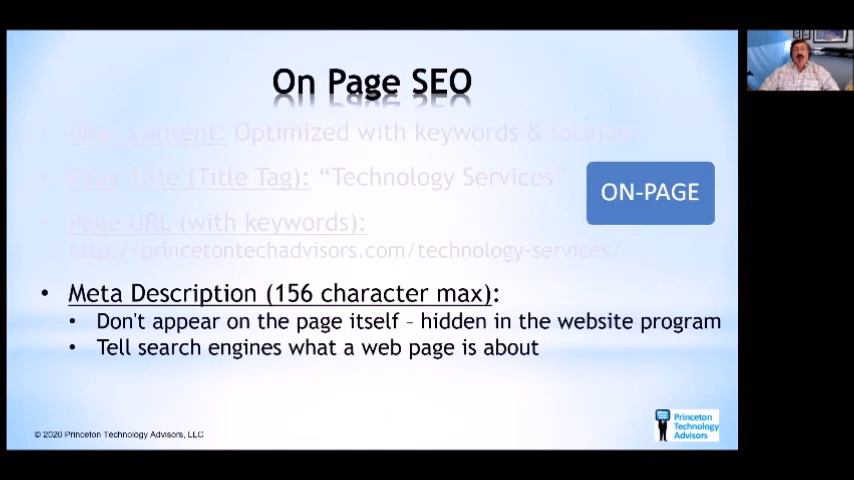 On Page SEO
• Page Content: Optimized with keywords & location
• Page Title (Title Tag): “Technology Services”
ON-PAGE
• Page URL (with keywords):
http://princetontechadvisors.com/technology-services/
• Meta Description (156 character max):
• Don't appear on the page itself – hidden in the website program
• Tell search engines what a web page is about
© 2020 Princeton Technology Advisors, LLC
Princeton
Technology
Advisors